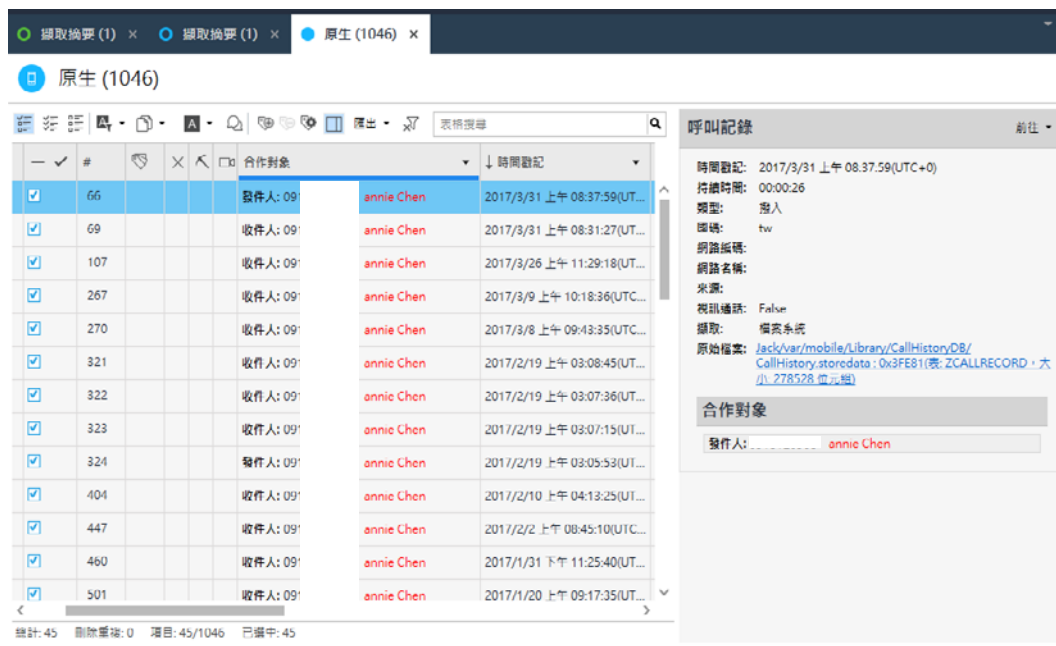 擷取摘要 (1) × 擷取摘要 (1) × 原生 (1046) ×
原生 (1046)
A A 匯出 表格搜尋
# 合作對象 ↓時間戳記
66 發件人: 09 annie Chen 2017/3/31 上午 08:37:59(UT...
69 收件人: 09 annie Chen 2017/3/31 上午 08:31:27(UT...
107 收件人: 09 annie Chen 2017/3/26 上午 11:29:18(UT...
267 收件人: 09 annie Chen 2017/3/9 上午 10:18:36(UTC...
270 收件人: 09 annie Chen 2017/3/8 上午 09:43:35(UTC...
321 收件人: 09 annie Chen 2017/2/19 上午 03:08:45(UT...
322 收件人: 09 annie Chen 2017/2/19 上午 03:07:36(UT...
323 收件人: 09 annie Chen 2017/2/19 上午 03:07:15(UT...
324 發件人: 09 annie Chen 2017/2/19 上午 03:05:53(UT...
404 收件人: 09 annie Chen 2017/2/10 上午 04:13:25(UT...
447 收件人: 09 annie Chen 2017/2/2 上午 08:45:10(UTC...
460 收件人: 09 annie Chen 2017/1/31 下午 11:25:40(UT...
501 收件人: 09 annie Chen 2017/1/20 上午 09:17:35(UT...
總計: 45 刪除重複: 0 項目: 45/1046 已選中: 45
呼叫記錄 前往
時間戳記: 2017/3/31 上午 08.37:59(UTC+0)
持續時間: 00:00:26
類型: 撥入
國碼: tw
網路編碼:
網路名稱:
來源:
視訊通話: False
擷取: 檔案系統
原始檔案: Jack/var/mobile/Library/CallHistoryDB/
CallHistory.storedata : 0x3FE81(表: ZCALLRECORD，大
小: 278528 位元組)
合作對象
發件人: annie Chen